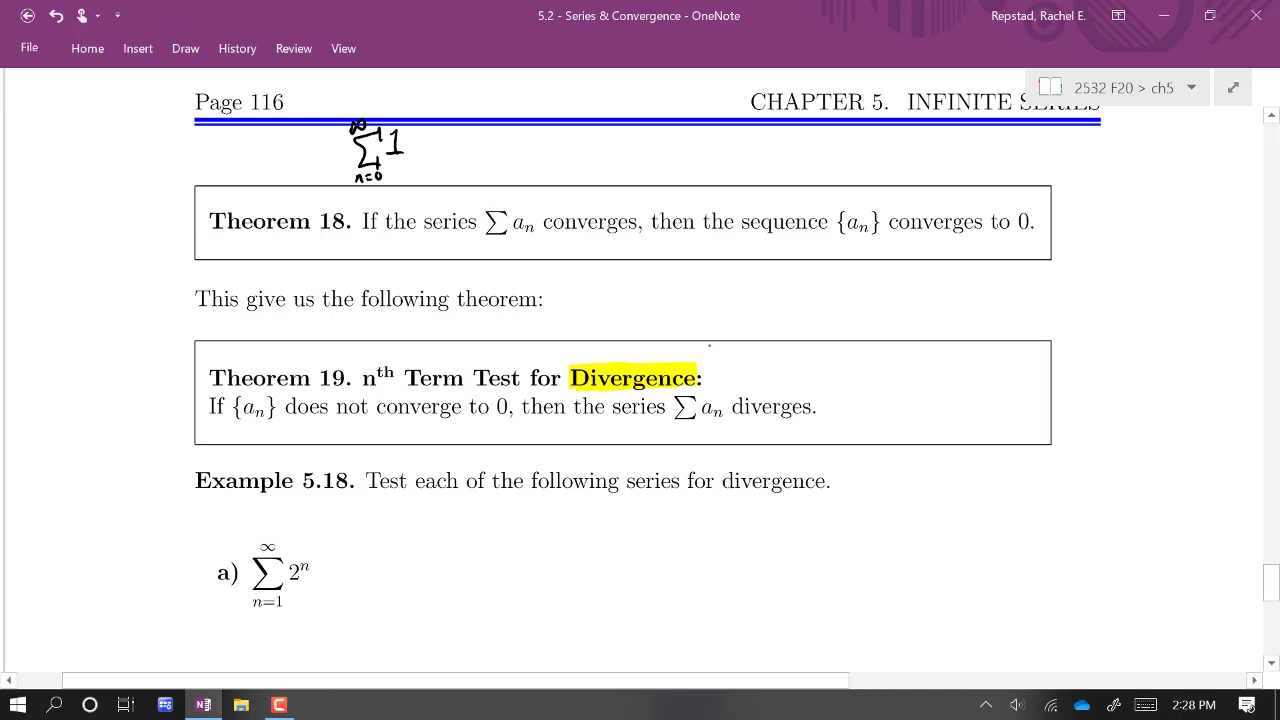 5.2 - Series & Convergence - OneNote
Repstad, Rachel E.
File Home Insert Draw History Review View
2532 F20 > ch5
Page 116 CHAPTER 5. INFINITE SERIES
∞
∑ 1
n=0
Theorem 18. If the series ∑ aₙ converges, then the sequence {aₙ} converges to 0.
This give us the following theorem:
Theorem 19. nᵗʰ Term Test for Divergence:
If {aₙ} does not converge to 0, then the series ∑ aₙ diverges.
Example 5.18. Test each of the following series for divergence.
∞
a) ∑ 2ⁿ
n=1
2:28 PM